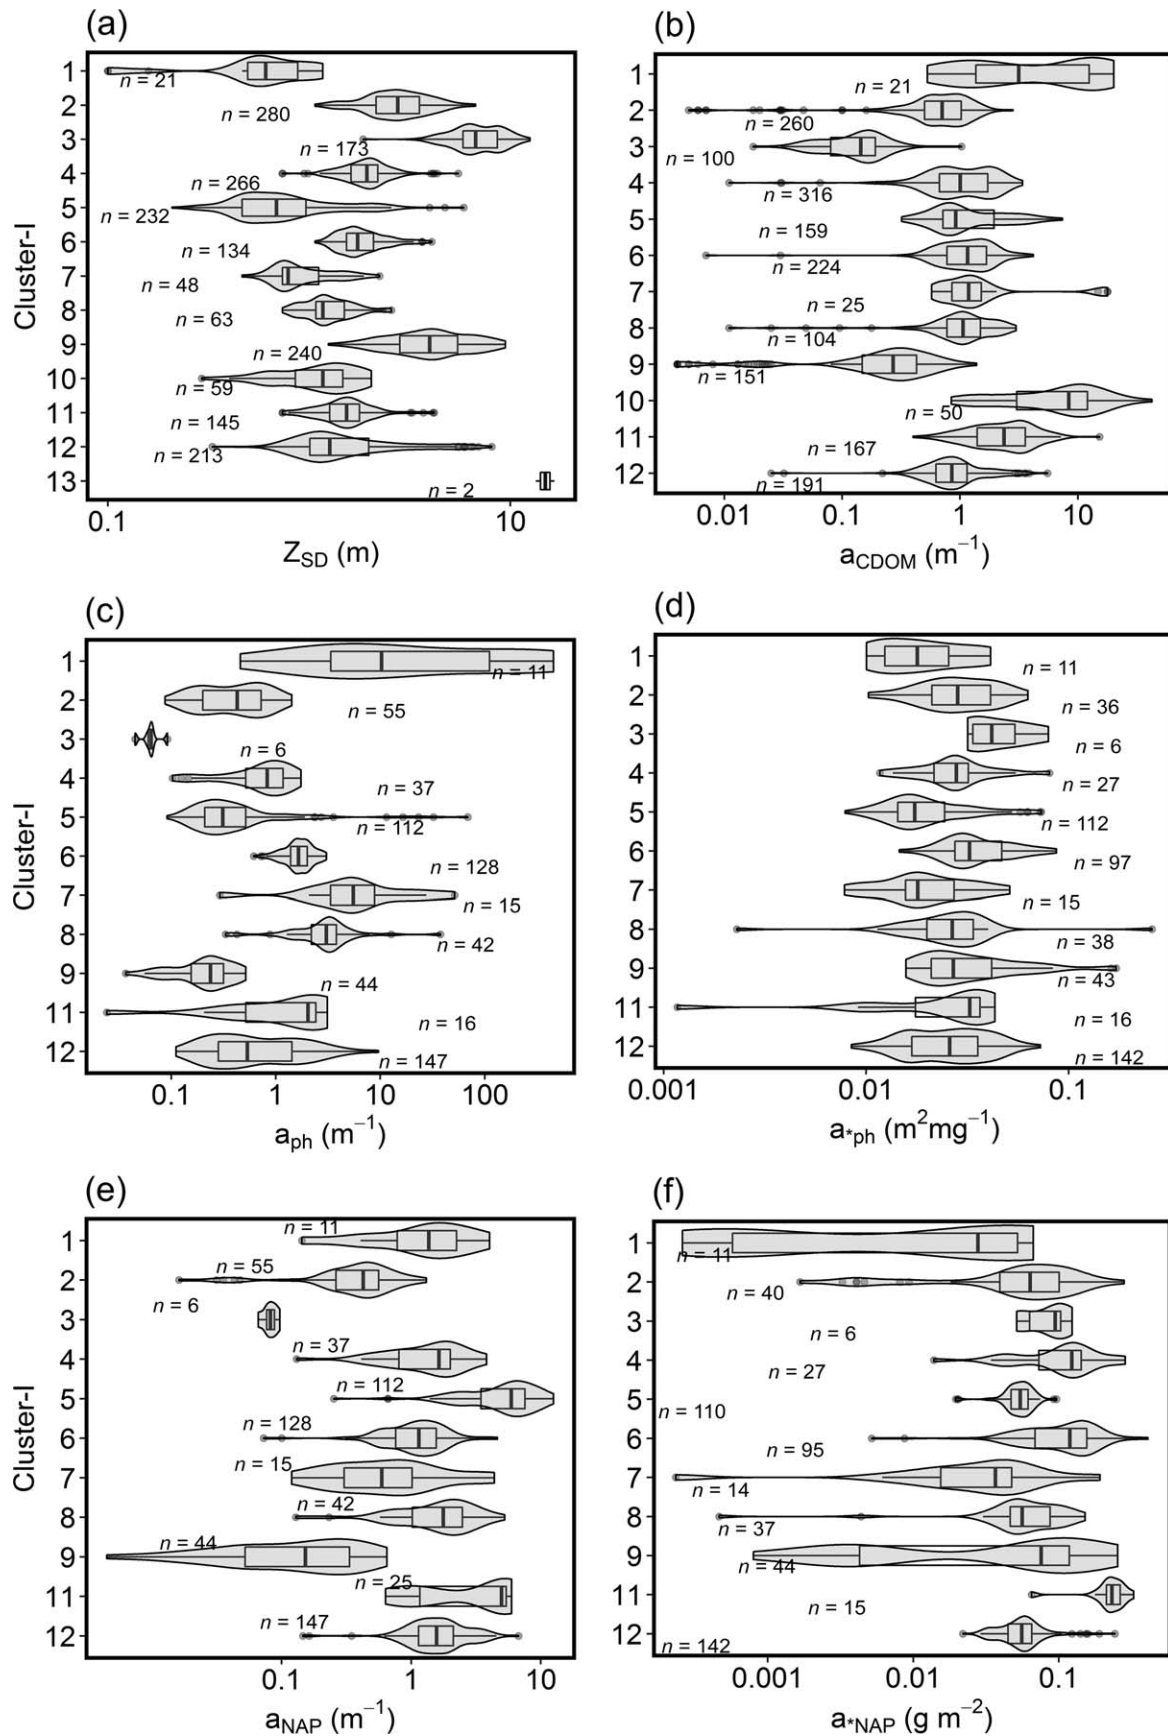 (a)
Cluster-I
1
2
3
4
5
6
7
8
9
10
11
12
13
n = 21
n = 280
n = 173
n = 266
n = 232
n = 134
n = 48
n = 63
n = 240
n = 59
n = 145
n = 213
n = 2
0.1
10
Z_SD (m)
(b)
1
2
3
4
5
6
7
8
9
10
11
12
n = 21
n = 260
n = 100
n = 316
n = 159
n = 224
n = 25
n = 104
n = 151
n = 50
n = 167
n = 191
0.01
0.1
1
10
a_CDOM (m⁻¹)
(c)
Cluster-I
1
2
3
4
5
6
7
8
9
11
12
n = 11
n = 55
n = 6
n = 37
n = 112
n = 128
n = 15
n = 42
n = 44
n = 16
n = 147
0.1
1
10
100
a_ph (m⁻¹)
(d)
1
2
3
4
5
6
7
8
9
11
12
n = 11
n = 36
n = 6
n = 27
n = 112
n = 97
n = 15
n = 38
n = 43
n = 16
n = 142
0.001
0.01
0.1
a*ph (m²mg⁻¹)
(e)
Cluster-I
1
2
3
4
5
6
7
8
9
11
12
n = 11
n = 55
n = 6
n = 37
n = 112
n = 128
n = 15
n = 42
n = 44
n = 25
n = 147
0.1
1
10
a_NAP (m⁻¹)
(f)
1
2
3
4
5
6
7
8
9
11
12
n = 11
n = 40
n = 6
n = 27
n = 110
n = 95
n = 14
n = 37
n = 44
n = 15
n = 142
0.001
0.01
0.1
a*NAP (g m⁻²)